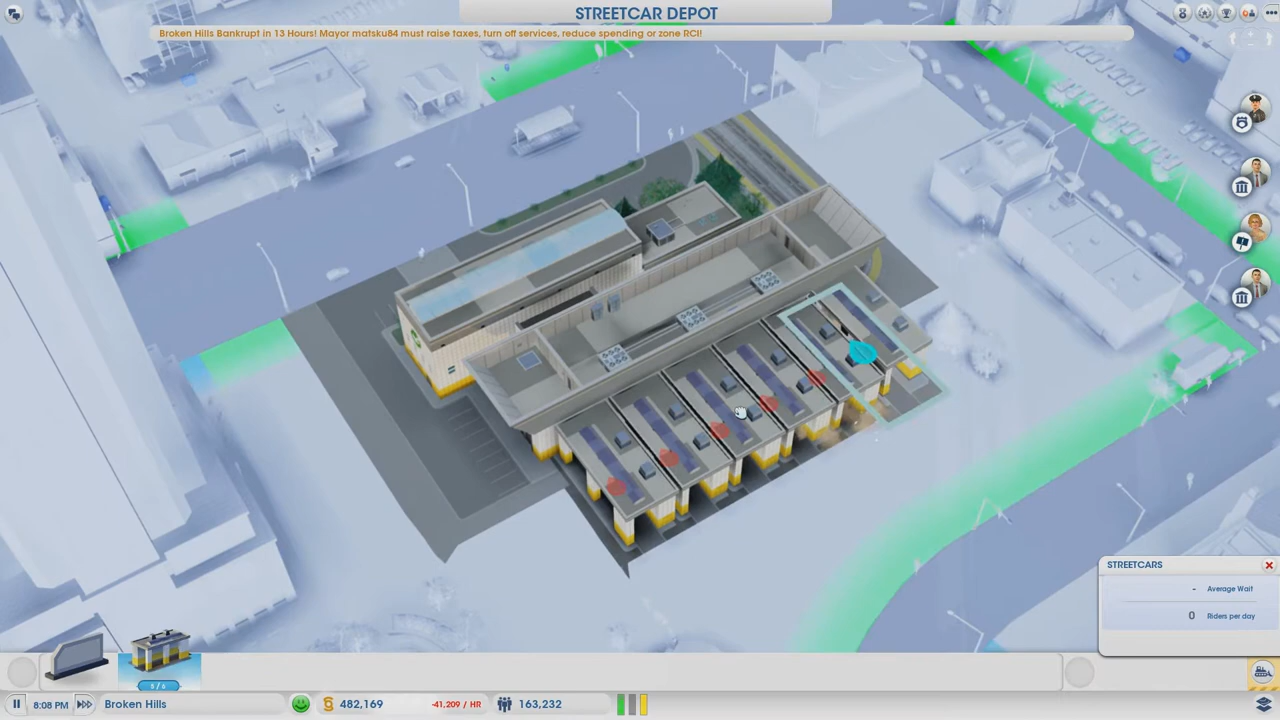 STREETCAR DEPOT
Broken Hills Bankrupt in 13 Hours! Mayor matsku84 must raise taxes, turn off services, reduce spending or zone RCI!
STREETCARS
- Average Wait
0 Riders per day
5 / 6
8:08 PM
Broken Hills
482,169
-41.209 / HR
163,232